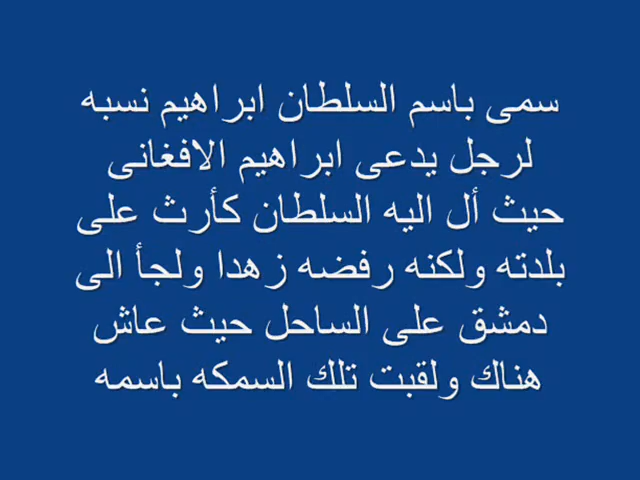 سمى باسم السلطان ابراهيم نسبه
لرجل يدعى ابراهيم الافغانى
حيث أل اليه السلطان كأرث على
بلدته ولكنه رفضه زهدا ولجأ الى
دمشق على الساحل حيث عاش
هناك ولقبت تلك السمكه باسمه